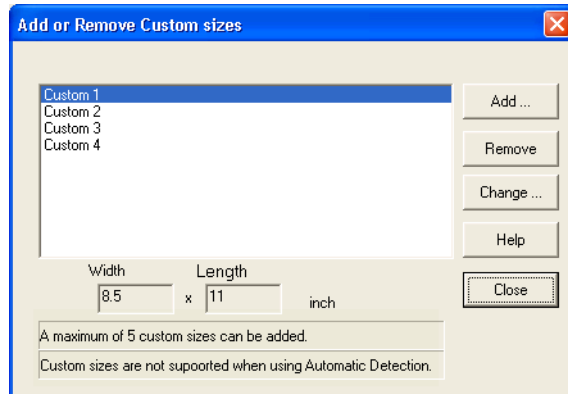 Add or Remove Custom sizes
Custom 1
Custom 2
Custom 3
Custom 4
Add ...
Remove
Change ...
Help
Close
Width Length
8.5 x 11 inch
A maximum of 5 custom sizes can be added.
Custom sizes are not supoorted when using Automatic Detection.